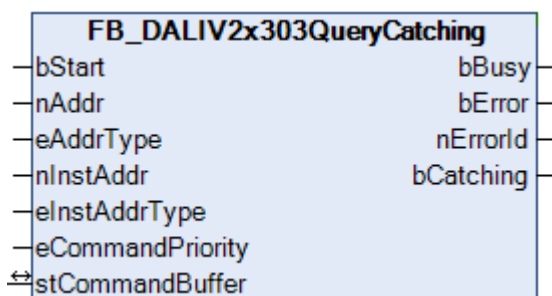 FB_DALIV2x303QueryCatching
bStart bBusy
nAddr bError
eAddrType nErrorId
nInstAddr bCatching
eInstAddrType
eCommandPriority
stCommandBuffer